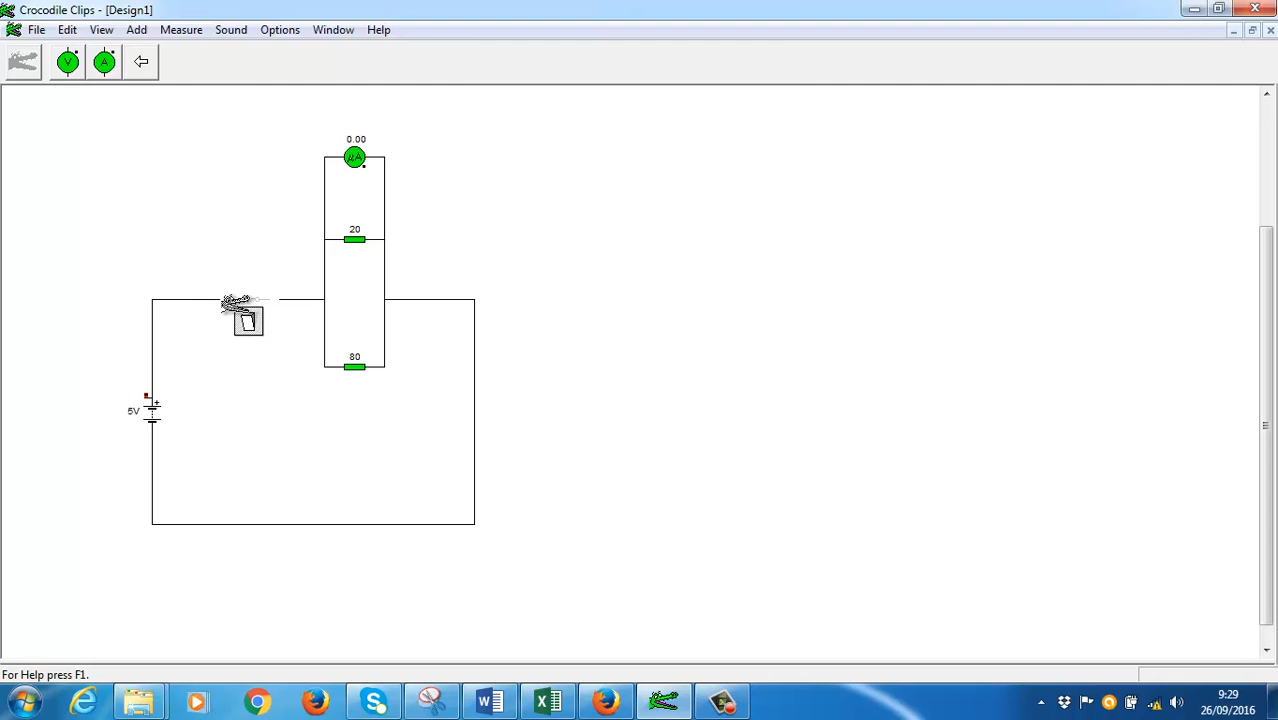 Crocodile Clips - [Design1]
File Edit View Add Measure Sound Options Window Help
V A
0.00
µA
20
80
+
5V
For Help press F1.
9:29
26/09/2016